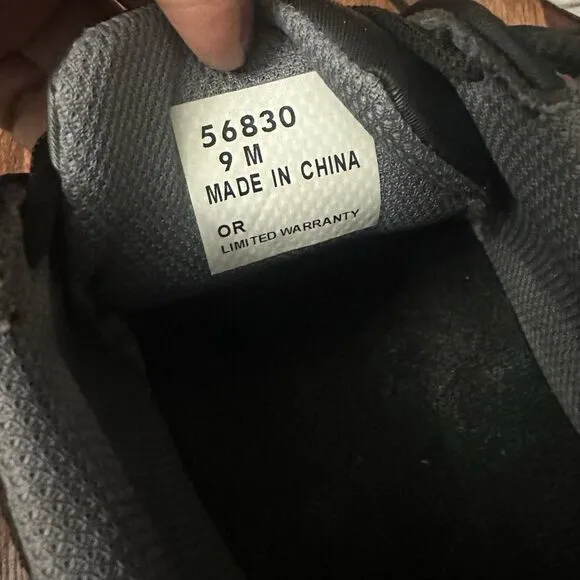 56830
9 M
MADE IN CHINA
OR
LIMITED WARRANTY